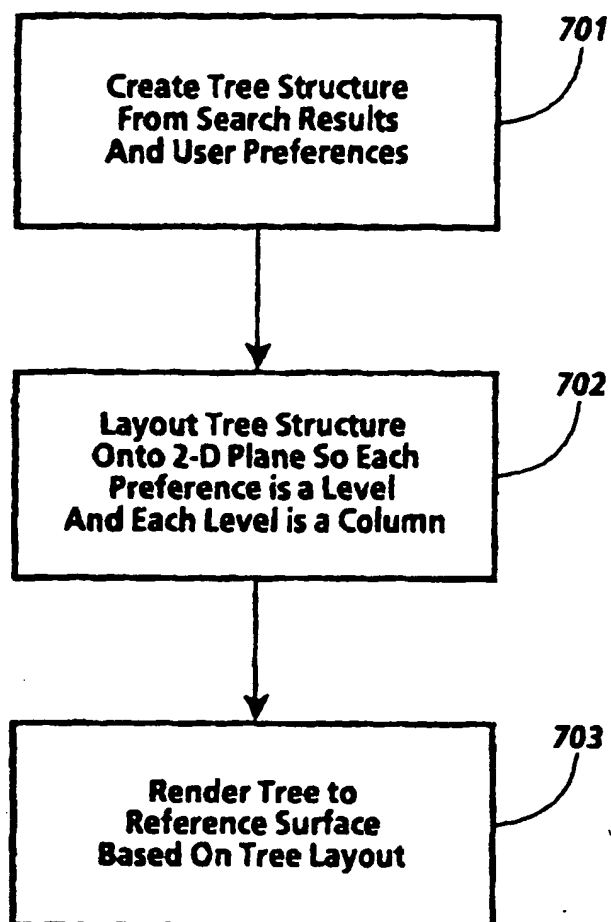 701
Create Tree Structure
From Search Results
And User Preferences
702
Layout Tree Structure
Onto 2-D Plane So Each
Preference is a Level
And Each Level is a Column
703
Render Tree to
Reference Surface
Based On Tree Layout